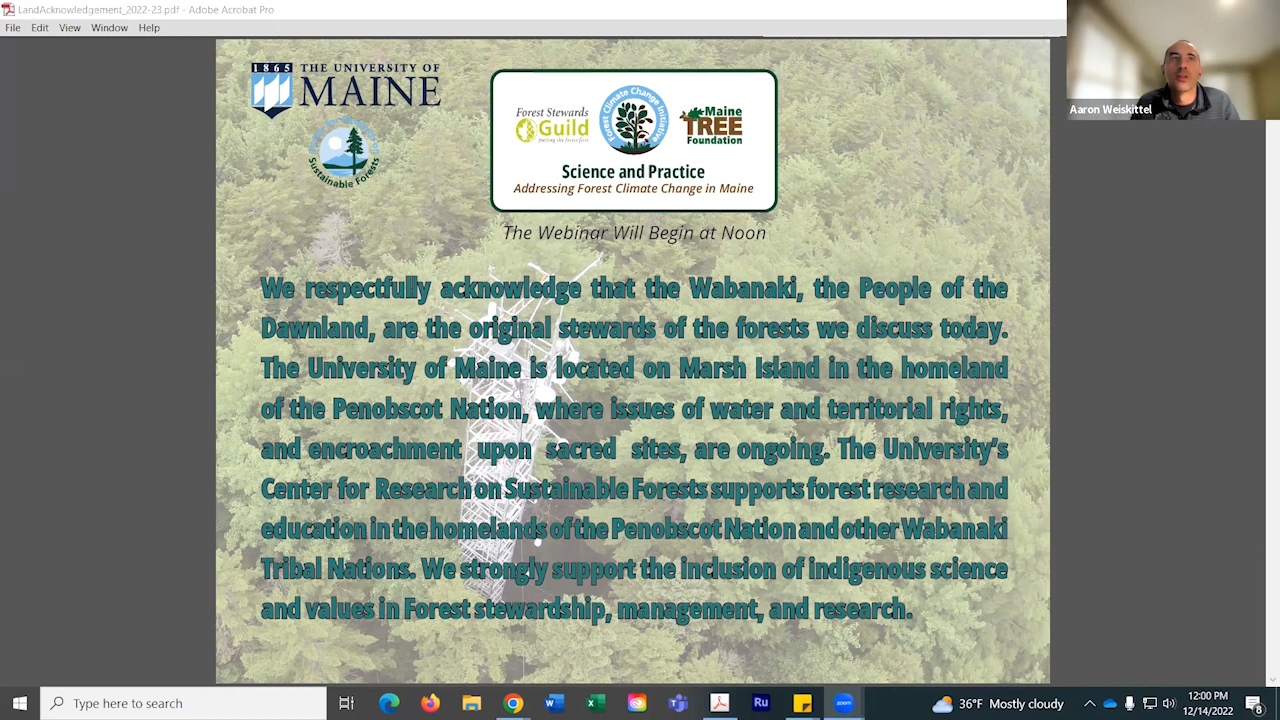 LandAcknowledgement_2022-23.pdf - Adobe Acrobat Pro
File Edit View Window Help
Aaron Weiskittel
1865 THE UNIVERSITY OF
MAINE
Sustainable Forests
Forest Stewards
Guild
putting the forest first
Forest Climate Change Initiative
Maine
TREE
Foundation
Science and Practice
Addressing Forest Climate Change in Maine
The Webinar Will Begin at Noon
We respectfully acknowledge that the Wabanaki, the People of the
Dawnland, are the original stewards of the forests we discuss today.
The University of Maine is located on Marsh Island in the homeland
of the Penobscot Nation, where issues of water and territorial rights,
and encroachment upon sacred sites, are ongoing. The University's
Center for Research on Sustainable Forests supports forest research and
education in the homelands of the Penobscot Nation and other Wabanaki
Tribal Nations. We strongly support the inclusion of indigenous science
and values in Forest stewardship, management, and research.
Type here to search
Ru
zoom
36°F Mostly cloudy
12:00 PM
12/14/2022
8